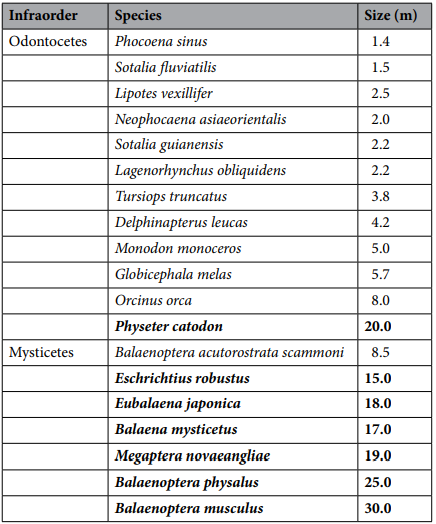 Infraorder Species Size (m)
Odontocetes Phocoena sinus 1.4
Sotalia fluviatilis 1.5
Lipotes vexillifer 2.5
Neophocaena asiaeorientalis 2.0
Sotalia guianensis 2.2
Lagenorhynchus obliquidens 2.2
Tursiops truncatus 3.8
Delphinapterus leucas 4.2
Monodon monoceros 5.0
Globicephala melas 5.7
Orcinus orca 8.0
Physeter catodon 20.0
Mysticetes Balaenoptera acutorostrata scammoni 8.5
Eschrichtius robustus 15.0
Eubalaena japonica 18.0
Balaena mysticetus 17.0
Megaptera novaeangliae 19.0
Balaenoptera physalus 25.0
Balaenoptera musculus 30.0